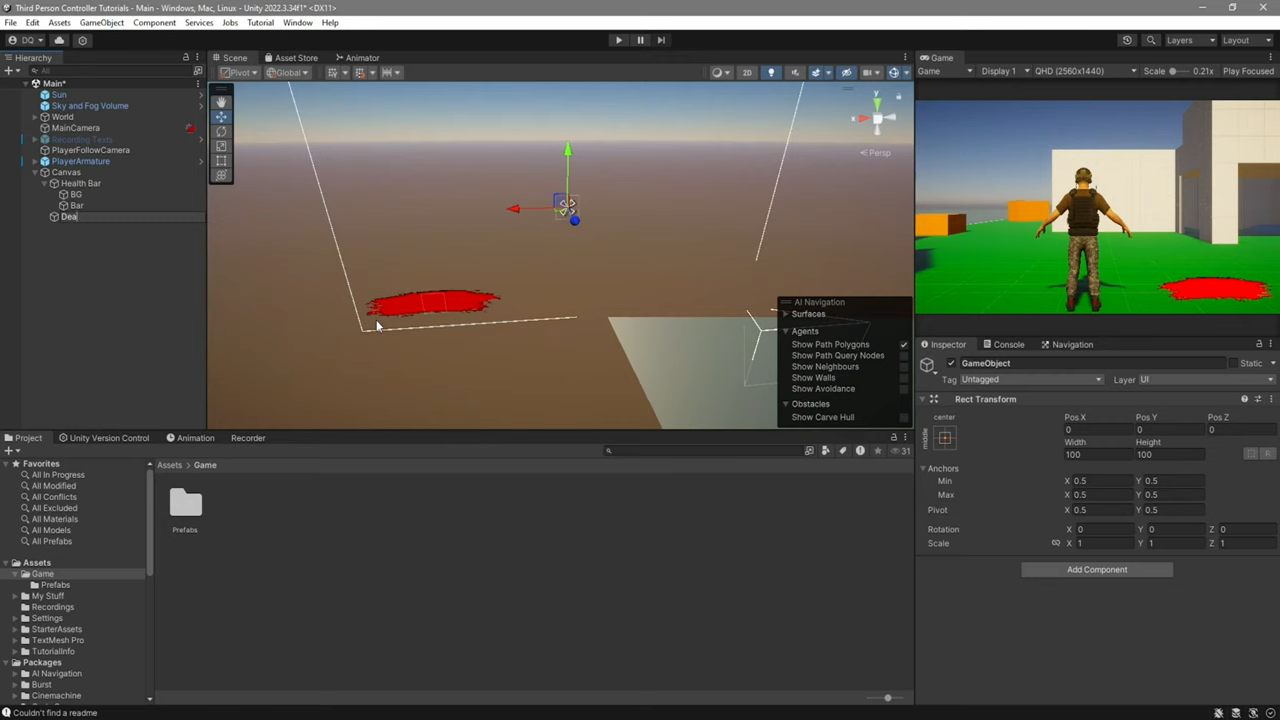 Third Person Controller Tutorials - Main - Windows, Mac, Linux - Unity 2022.3.34f1* <DX11>
File Edit Assets GameObject Component Services Jobs Tutorial Window Help
DQ Layers Layout
Hierarchy
All
Main*
Sun
Sky and Fog Volume
World
MainCamera
Recording Texts
PlayerFollowCamera
PlayerArmature
Canvas
Health Bar
BG
Bar
Dea
Scene Asset Store Animator
Pivot Global 2D
y
x
Persp
AI Navigation
Surfaces
Agents
Show Path Polygons
Show Path Query Nodes
Show Neighbours
Show Walls
Show Avoidance
Obstacles
Show Carve Hull
Game
Game Display 1 QHD (2560x1440) Scale 0.21x Play Focused
Inspector Console Navigation
GameObject Static
Tag Untagged Layer UI
Rect Transform
center
middle
Pos X Pos Y Pos Z
0 0 0
Width Height
100 100
R
Anchors
Min X 0.5 Y 0.5
Max X 0.5 Y 0.5
Pivot X 0.5 Y 0.5
Rotation X 0 Y 0 Z 0
Scale X 1 Y 1 Z 1
Add Component
Project Unity Version Control Animation Recorder
31
Favorites
All In Progress
All Modified
All Conflicts
All Excluded
All Materials
All Models
All Prefabs
Assets
Game
Prefabs
My Stuff
Recordings
Settings
StarterAssets
TextMesh Pro
TutorialInfo
Packages
AI Navigation
Burst
Cinemachine
Assets > Game
Prefabs
Couldn't find a readme